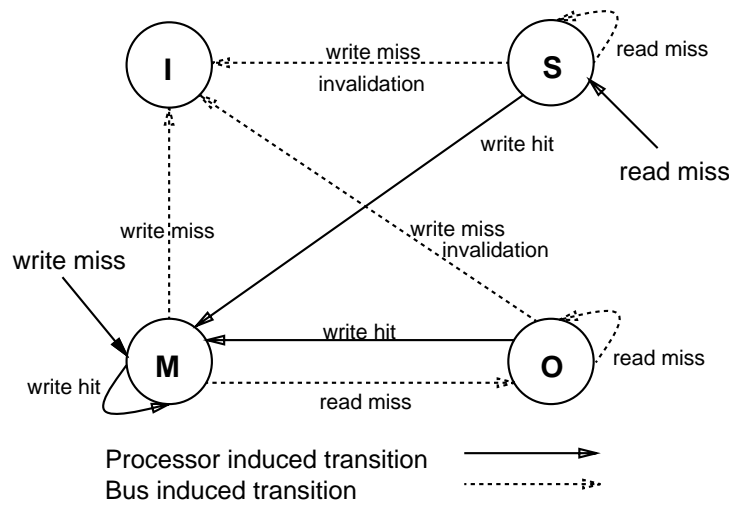 write miss
I
S
read miss
invalidation
write hit
read miss
write miss
write miss
invalidation
write miss
write hit
M
O
read miss
write hit
read miss
Processor induced transition
Bus induced transition